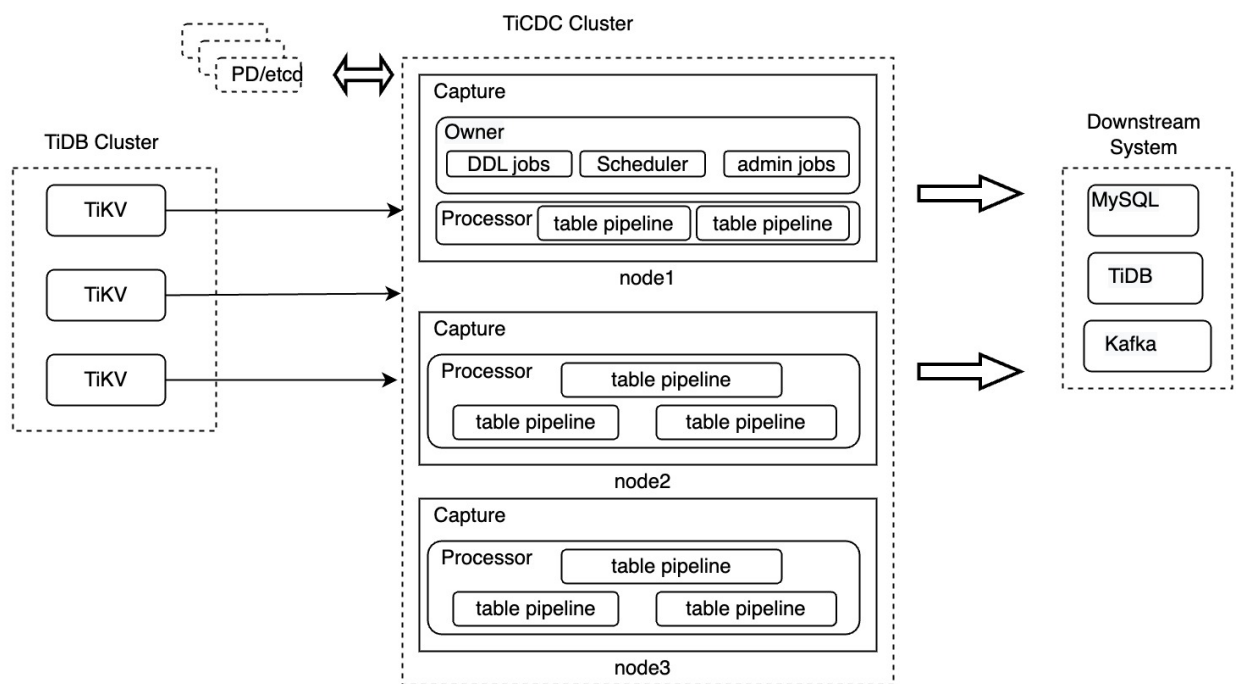 TiCDC Cluster
PD/etcd
TiDB Cluster
TiKV
TiKV
TiKV
Capture
Owner
DDL jobs
Scheduler
admin jobs
Processor
table pipeline
table pipeline
node1
Capture
Processor
table pipeline
table pipeline
table pipeline
node2
Capture
Processor
table pipeline
table pipeline
table pipeline
node3
Downstream
System
MySQL
TiDB
Kafka